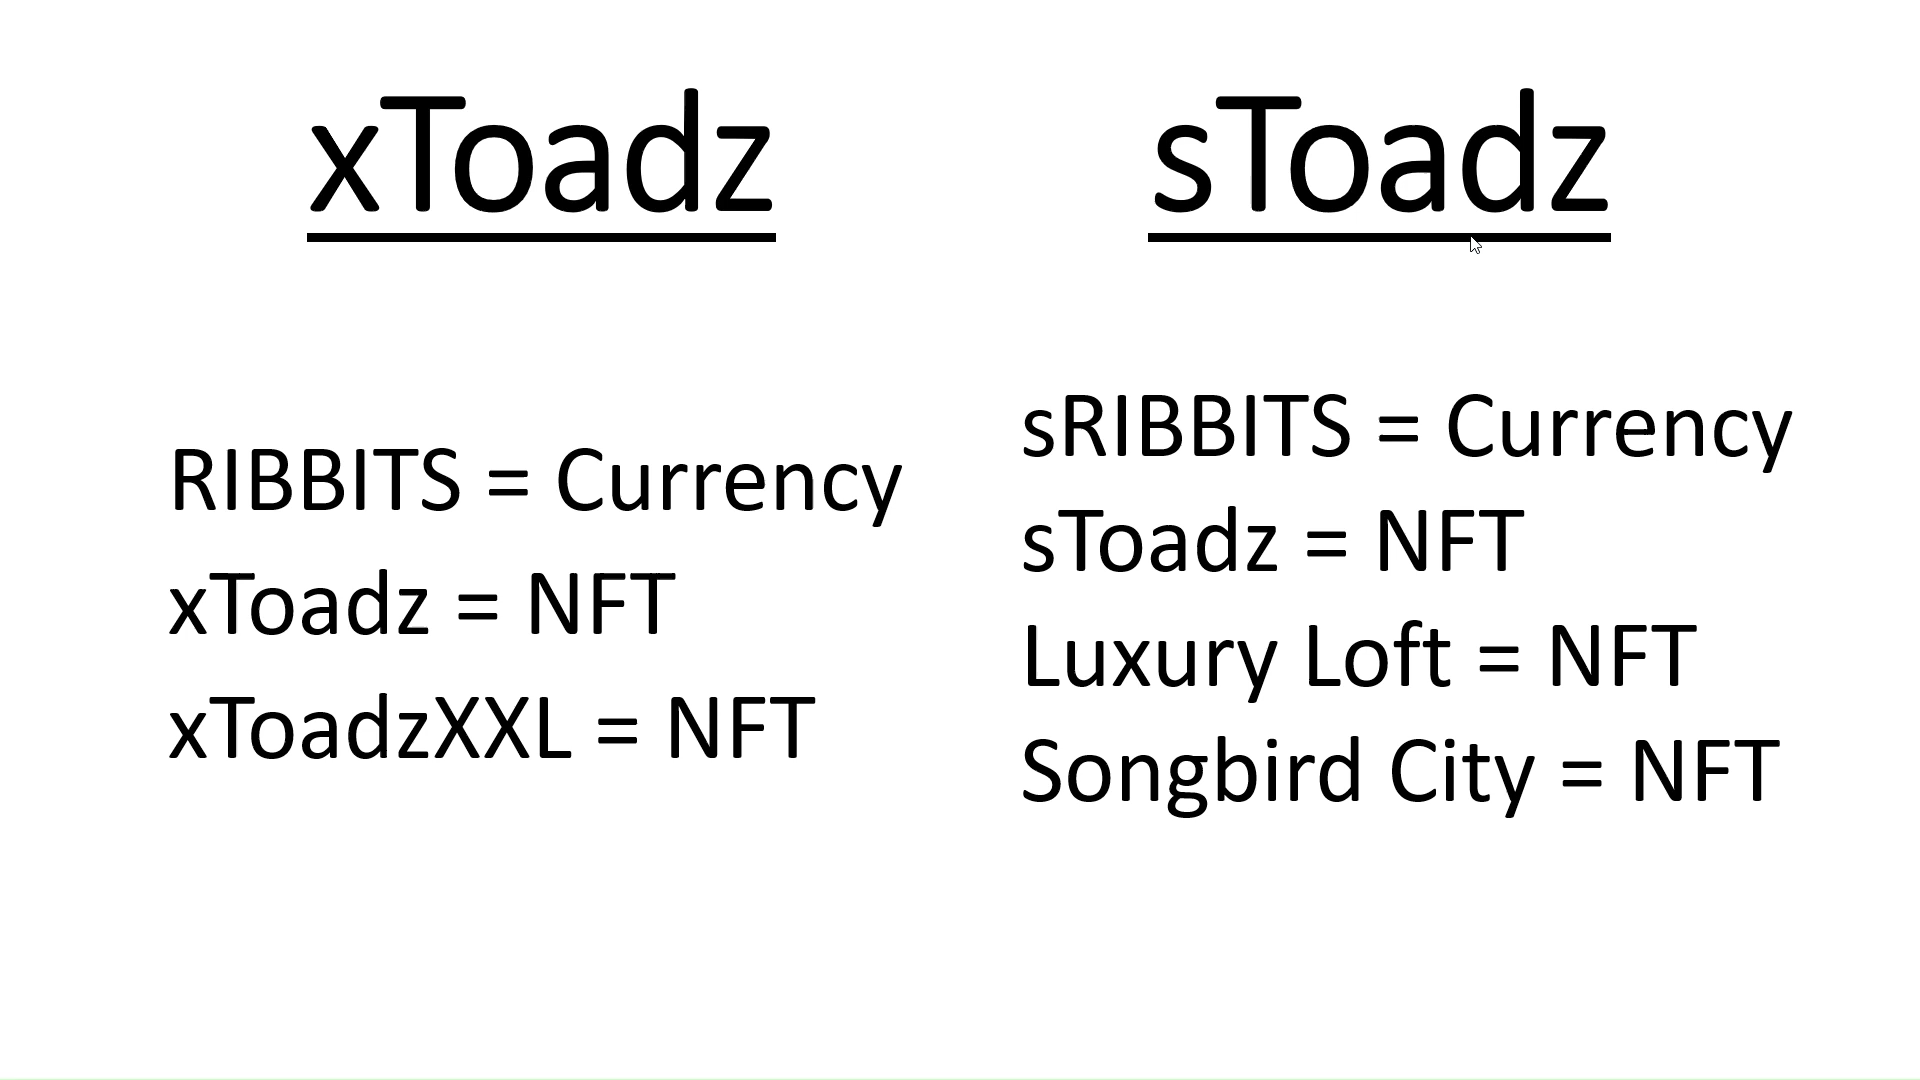 xToadz
RIBBITS = Currency
xToadz = NFT
xToadzXXL = NFT
sToadz
sRIBBITS = Currency
sToadz = NFT
Luxury Loft = NFT
Songbird City = NFT